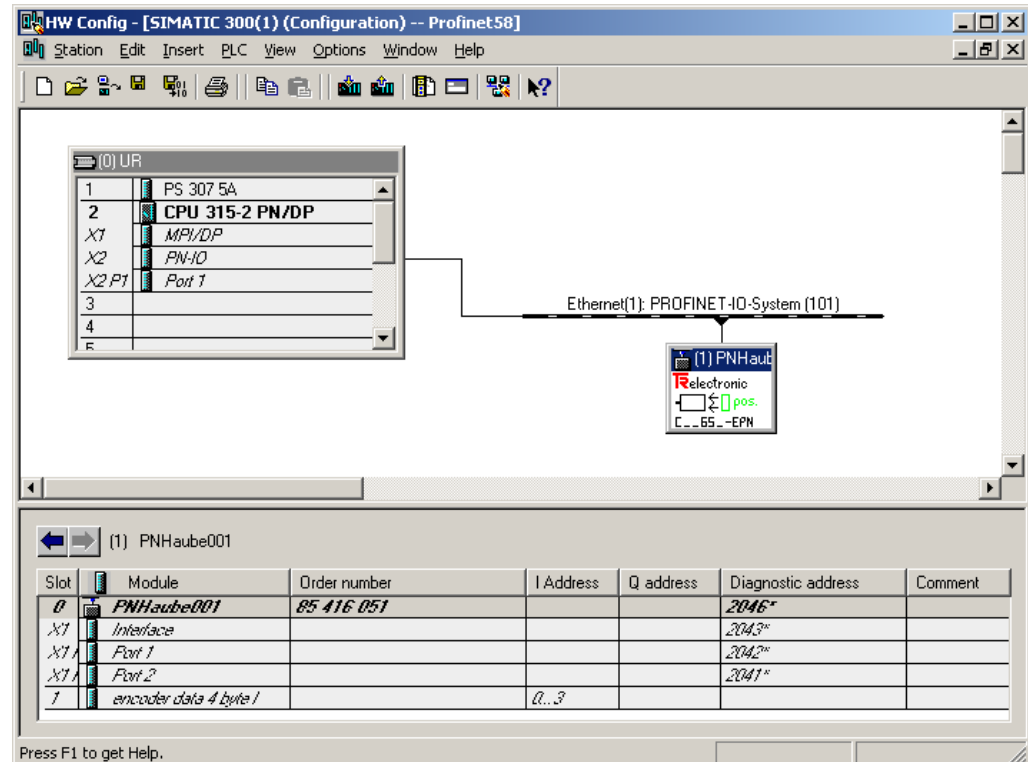 HW Config - [SIMATIC 300(1) (Configuration) -- Profinet58]
Station Edit Insert PLC View Options Window Help
(0) UR
1 PS 307 5A
2 CPU 315-2 PN/DP
X1 MPI/DP
X2 PN-IO
X2 P1 Port 1
3
4
5
Ethernet(1): PROFINET-IO-System (101)
(1) PNHaub
TRelectronic
pos.
C__65_-EPN
(1) PNHaube001
Slot Module Order number I Address Q address Diagnostic address Comment
0 PNHaube001 85 416 051 2046*
X1 Interface 2043*
X1 Port 1 2042*
X1 Port 2 2041*
1 encoder data 4 byte I 0...3
Press F1 to get Help.